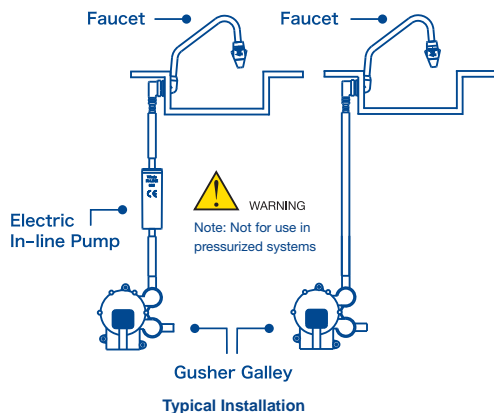 Faucet
Faucet
WARNING
Note: Not for use in
pressurized systems
Electric
In-line Pump
Gusher Galley
Typical Installation